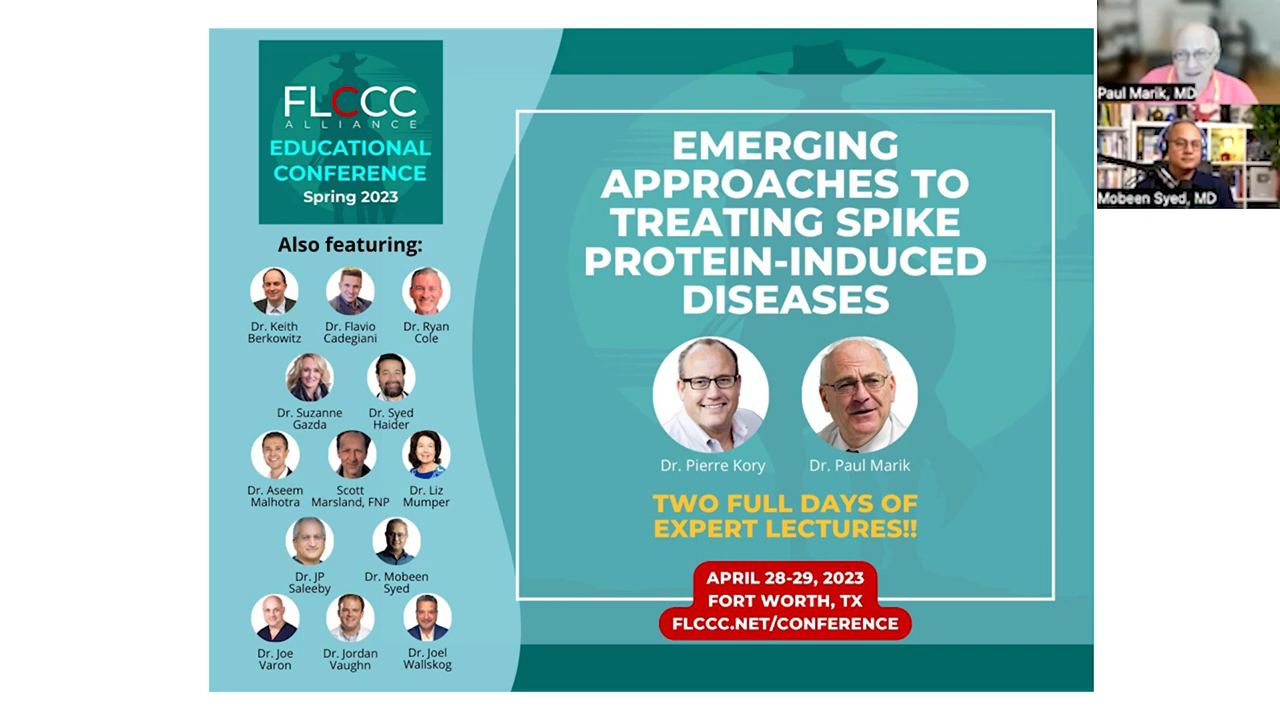 FLCCC
ALLIANCE
EDUCATIONAL
CONFERENCE
Spring 2023
Also featuring:
Dr. Keith
Berkowitz
Dr. Flavio
Cadegiani
Dr. Ryan
Cole
Dr. Suzanne
Gazda
Dr. Syed
Haider
Dr. Aseem
Malhotra
Scott
Marsland, FNP
Dr. Liz
Mumper
Dr. JP
Saleeby
Dr. Mobeen
Syed
Dr. Joe
Varon
Dr. Jordan
Vaughn
Dr. Joel
Wallskog
EMERGING
APPROACHES TO
TREATING SPIKE
PROTEIN-INDUCED
DISEASES
Dr. Pierre Kory
Dr. Paul Marik
TWO FULL DAYS OF
EXPERT LECTURES!!
APRIL 28-29, 2023
FORT WORTH, TX
FLCCC.NET/CONFERENCE
Paul Marik, MD
Mobeen Syed, MD